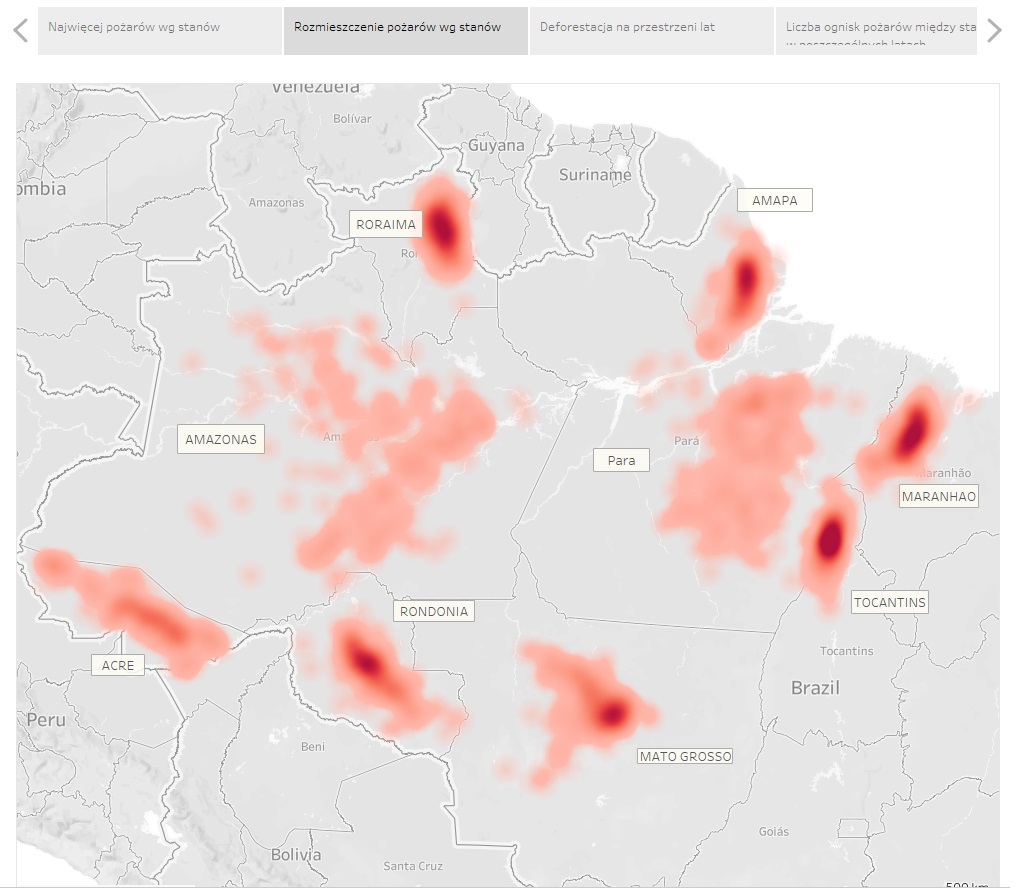 Najwięcej pożarów wg stanów
Rozmieszczenie pożarów wg stanów
Deforestacja na przestrzeni lat
Liczba ognisk pożarów między sta
w poszczególnych latach
Venezuela
Bolívar
Guyana
Suriname
ombia
Amazonas
AMAPA
RORAIMA
Ro
AMAZONAS
Am
Pará
Para
aranhão
MARANHAO
TOCANTINS
RONDONIA
ACRE
Tocantins
Brazil
Peru
Beni
MATO GROSSO
Goiás
Bolivia
Santa Cruz
500 km